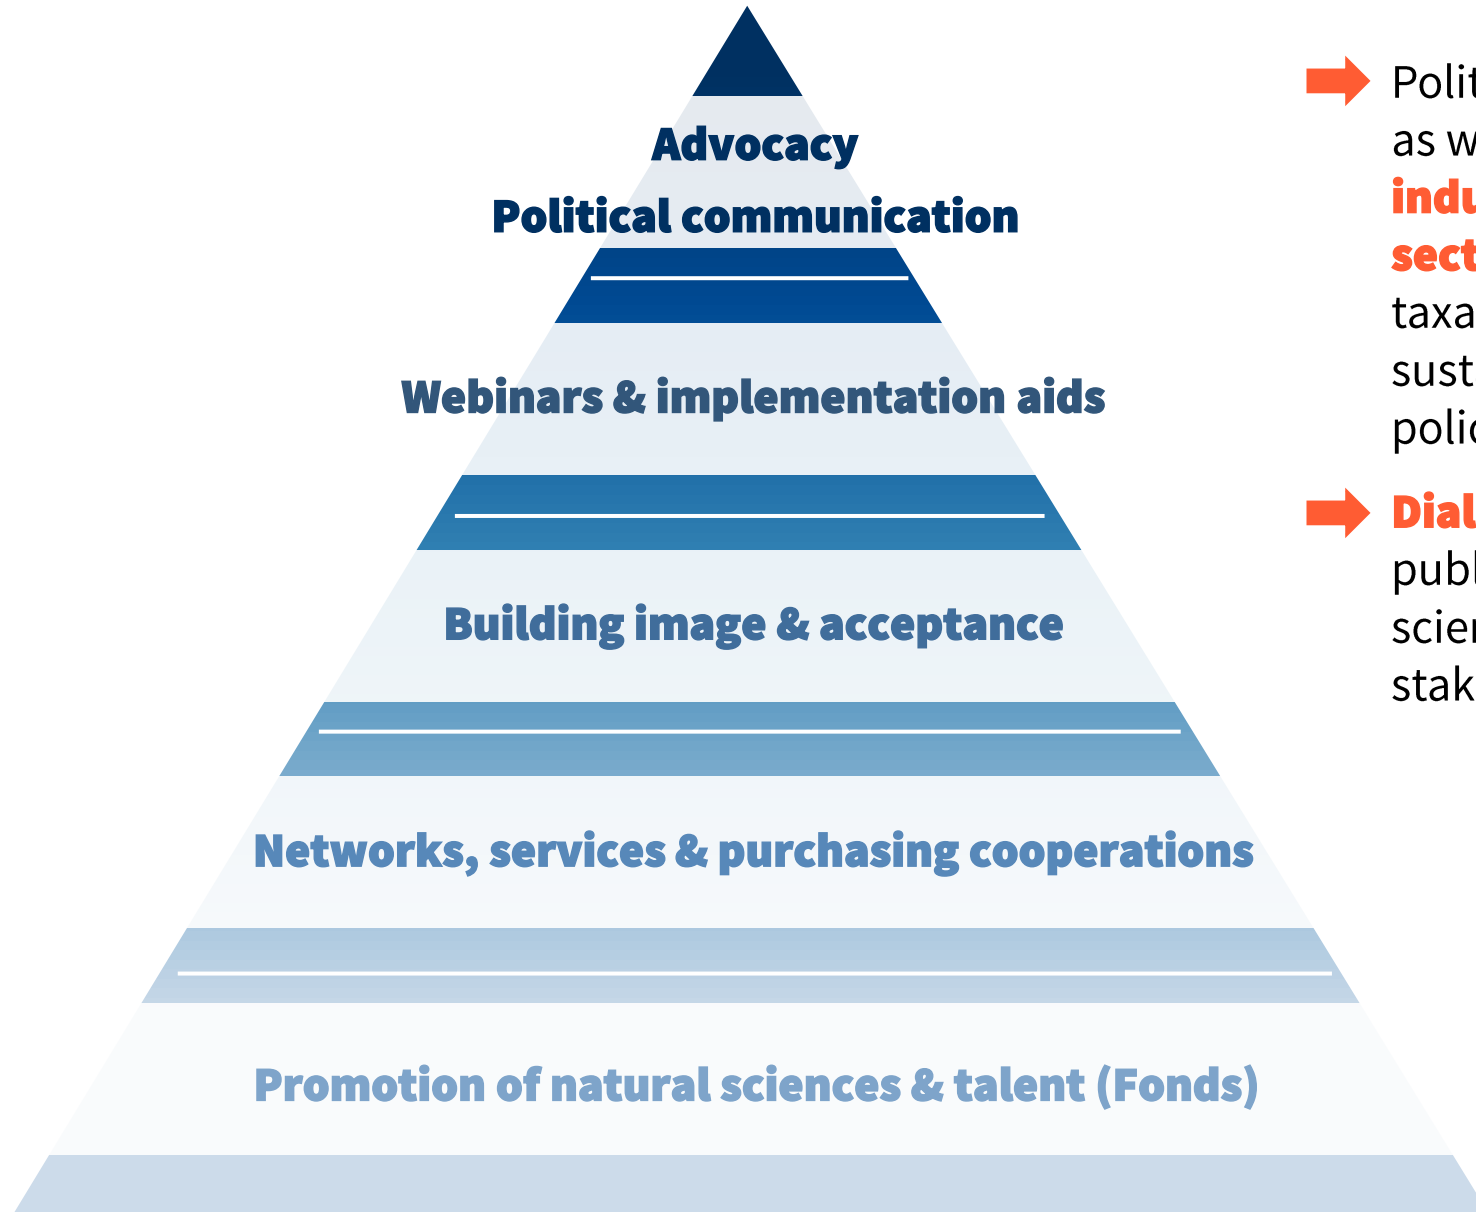 Advocacy
Political communication
Webinars & implementation aids
Building image & acceptance
Networks, services & purchasing cooperations
Promotion of natural sciences & talent (Fonds)
as